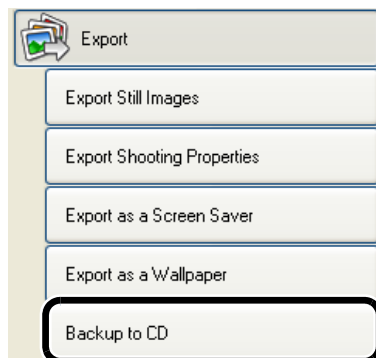 Export
Export Still Images
Export Shooting Properties
Export as a Screen Saver
Export as a Wallpaper
Backup to CD